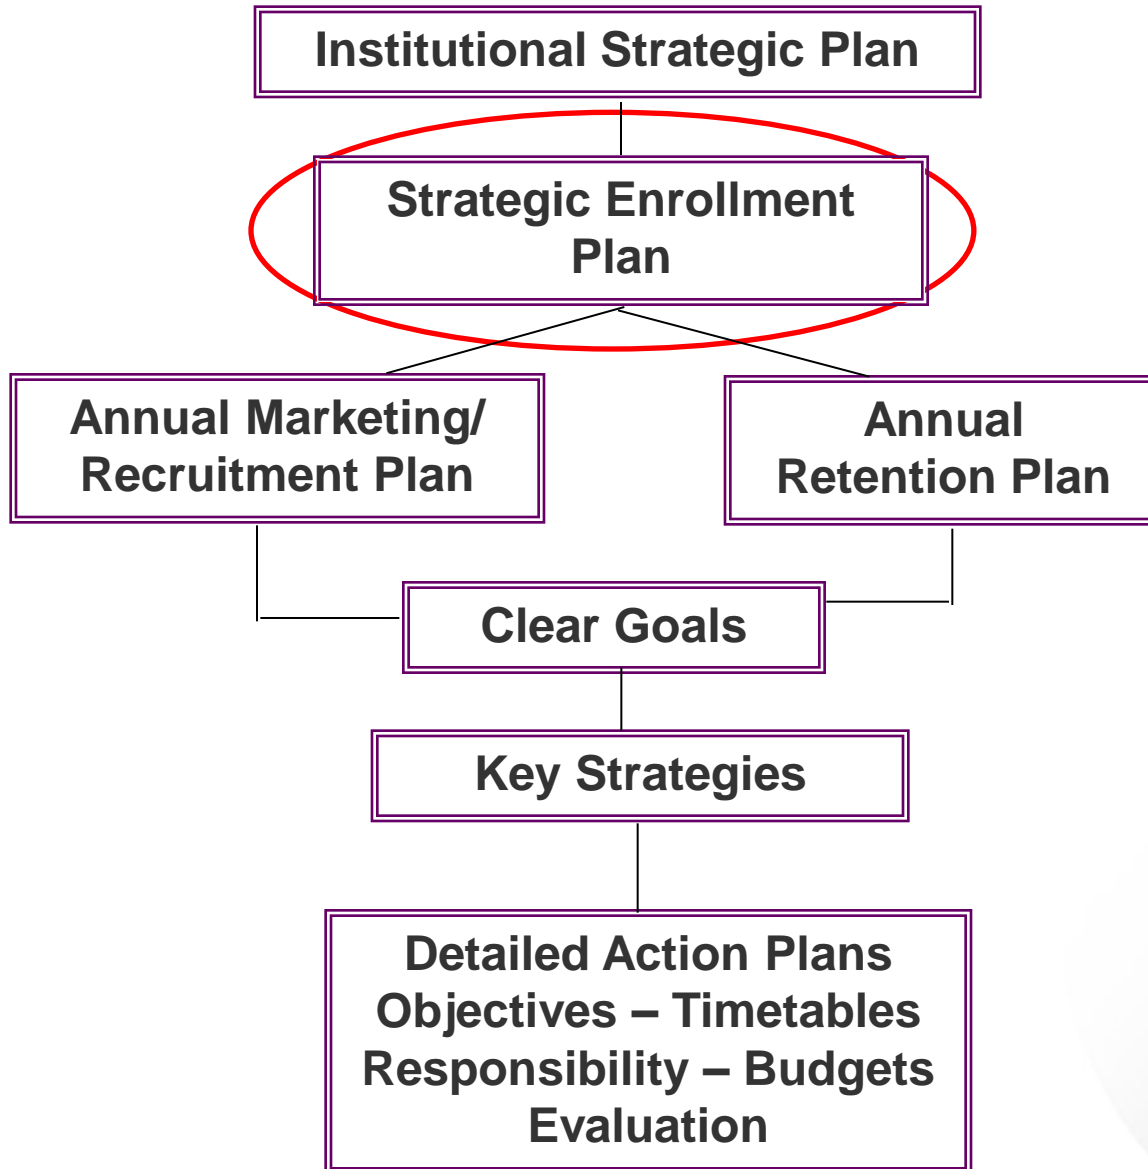 Institutional Strategic Plan
Strategic Enrollment
Plan
Annual Marketing/
Recruitment Plan
Annual
Retention Plan
Clear Goals
Key Strategies
Detailed Action Plans
Objectives – Timetables
Responsibility – Budgets
Evaluation